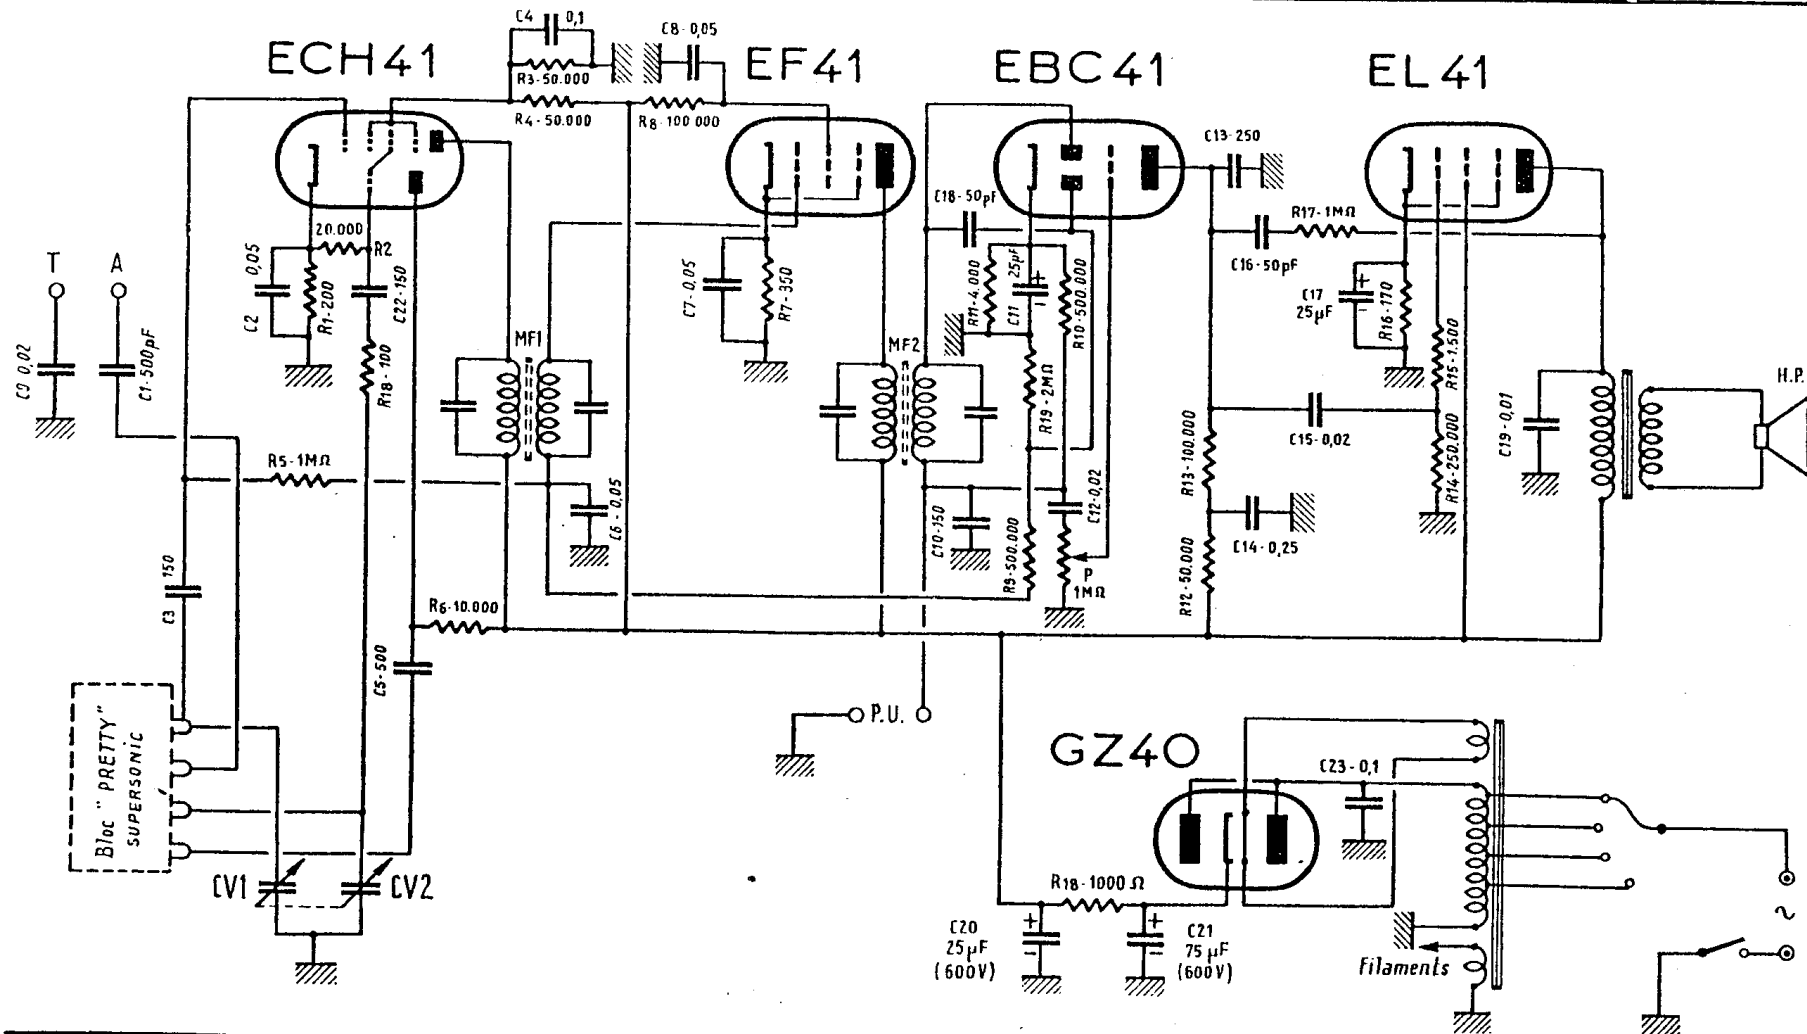 ECH41
EF41
EBC41
EL41
C4 0,1
R3-50.000
R4-50.000
C8-0,05
R8-100 000
C13-250
20.000
R2
0,05
C2
R1-200
C22-150
R18-100
T
A
C0 0,02
C1-500pF
MF1
C7-0,05
R7-350
MF2
C18-50pF
R11-4.000
C11
25µF
+
-
R10-500.000
C16-50pF
R17-1MΩ
C17
25µF
+
-
R16-170
R15-1.500
H.P.
R5-1MΩ
C6-0,05
R19-2MΩ
C12-0,02
C10-150
R9-500.000
P
1MΩ
R13-100.000
C15-0,02
R14-250.000
C19-0,01
C14-0,25
R12-50.000
C3 150
R6-10.000
C5-500
Bloc "PRETTY"
SUPERSONIC
CV1
CV2
P.U.
GZ40
C23-0,1
R18-1000 Ω
+
-
C20
25µF
(600V)
+
-
C21
75µF
(600V)
Filaments
~